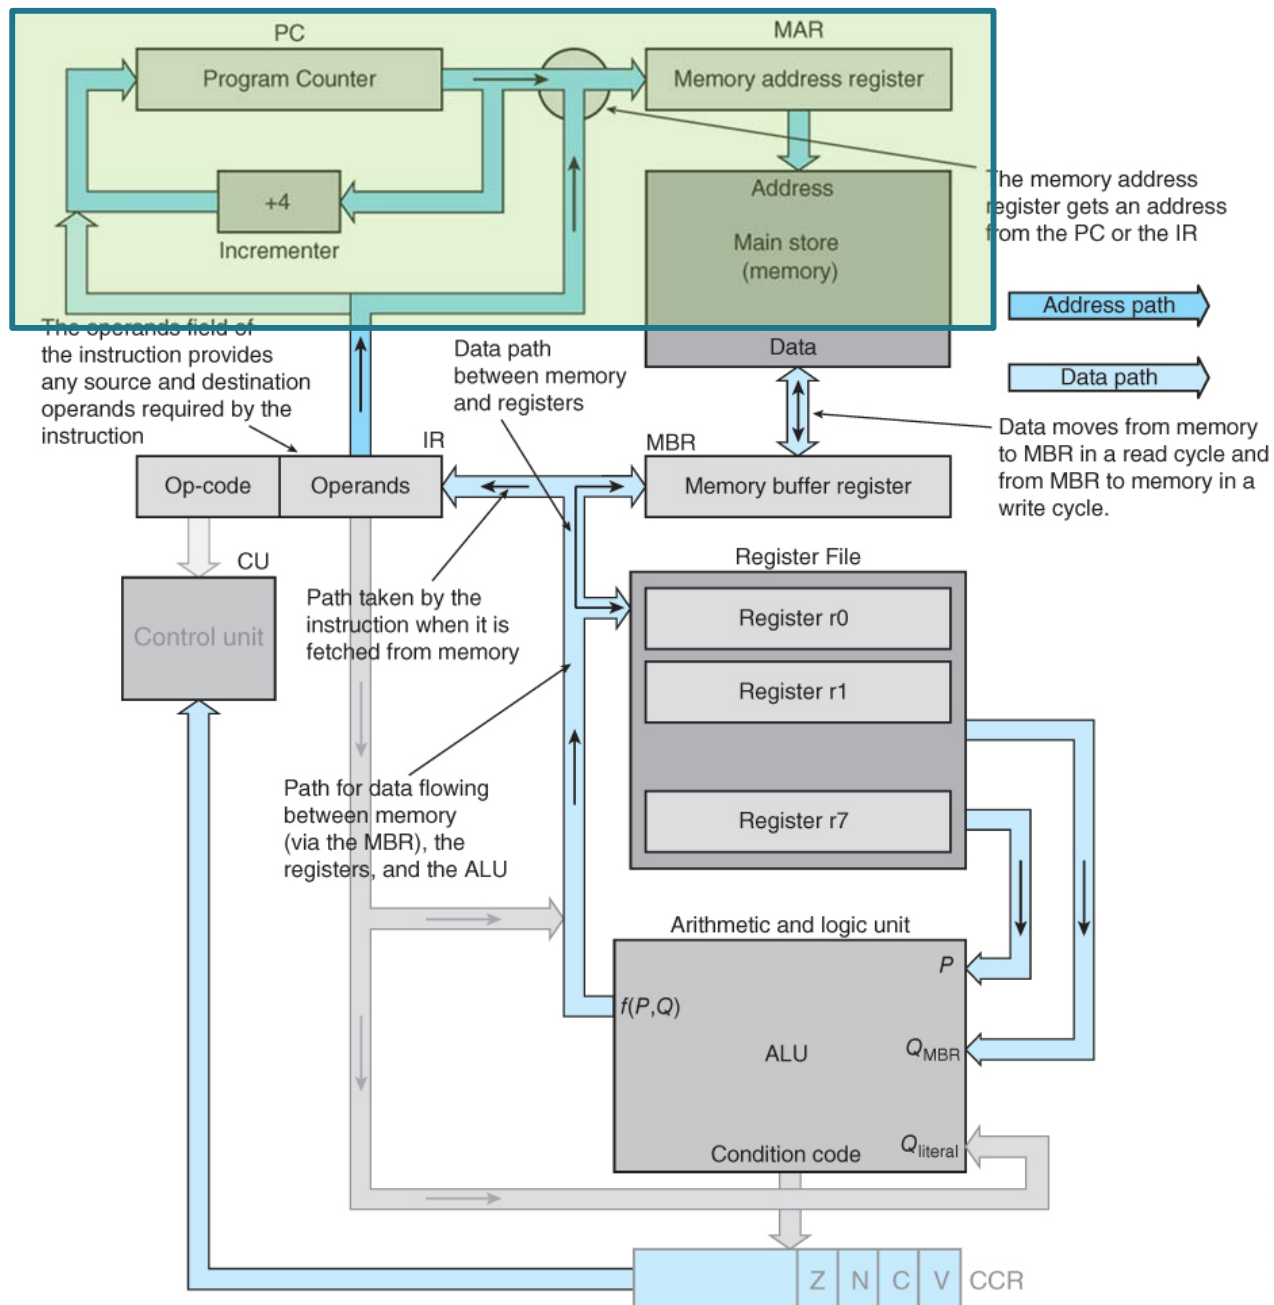 PC
MAR
Program Counter
Memory address register
+4
Incrementer
Address
Main store
(memory)
The memory address
register gets an address
from the PC or the IR
Address path
Data path
The operands field of
the instruction provides
any source and destination
operands required by the
instruction
Data path
between memory
and registers
Data
Data moves from memory
to MBR in a read cycle and
from MBR to memory in a
write cycle.
IR
MBR
Op-code
Operands
Memory buffer register
CU
Control unit
Path taken by the
instruction when it is
fetched from memory
Register File
Register r0
Register r1
Register r7
Path for data flowing
between memory
(via the MBR), the
registers, and the ALU
Arithmetic and logic unit
P
f(P,Q)
ALU
QMBR
Qliteral
Condition code
Z N C V CCR